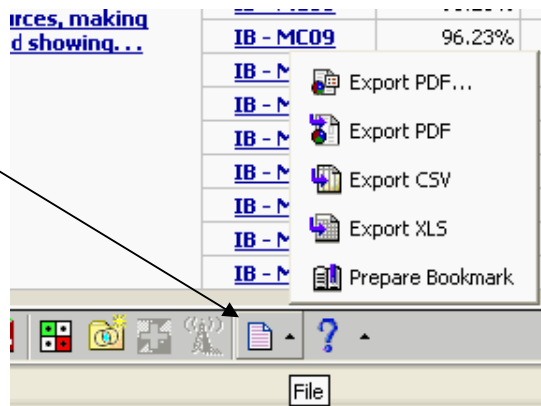 rces, making
d showing...
IB - MC09 96.23%
IB - M
IB - M
IB - M
IB - M
IB - M
IB - M
IB - M
Export PDF...
Export PDF
Export CSV
Export XLS
Prepare Bookmark
?
File